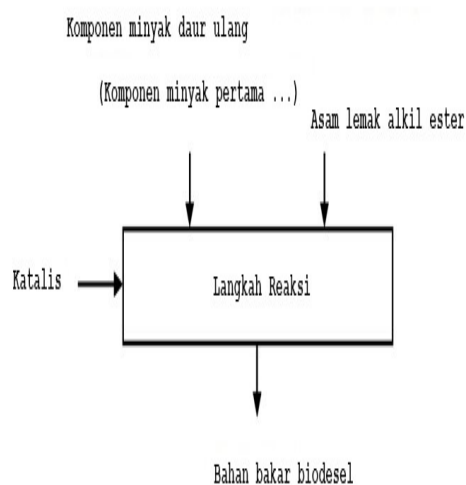 Komponen minyak daur ulang
(Komponen minyak pertama ...)
Asam lemak alkil ester
Katalis
Langkah Reaksi
Bahan bakar biodesel